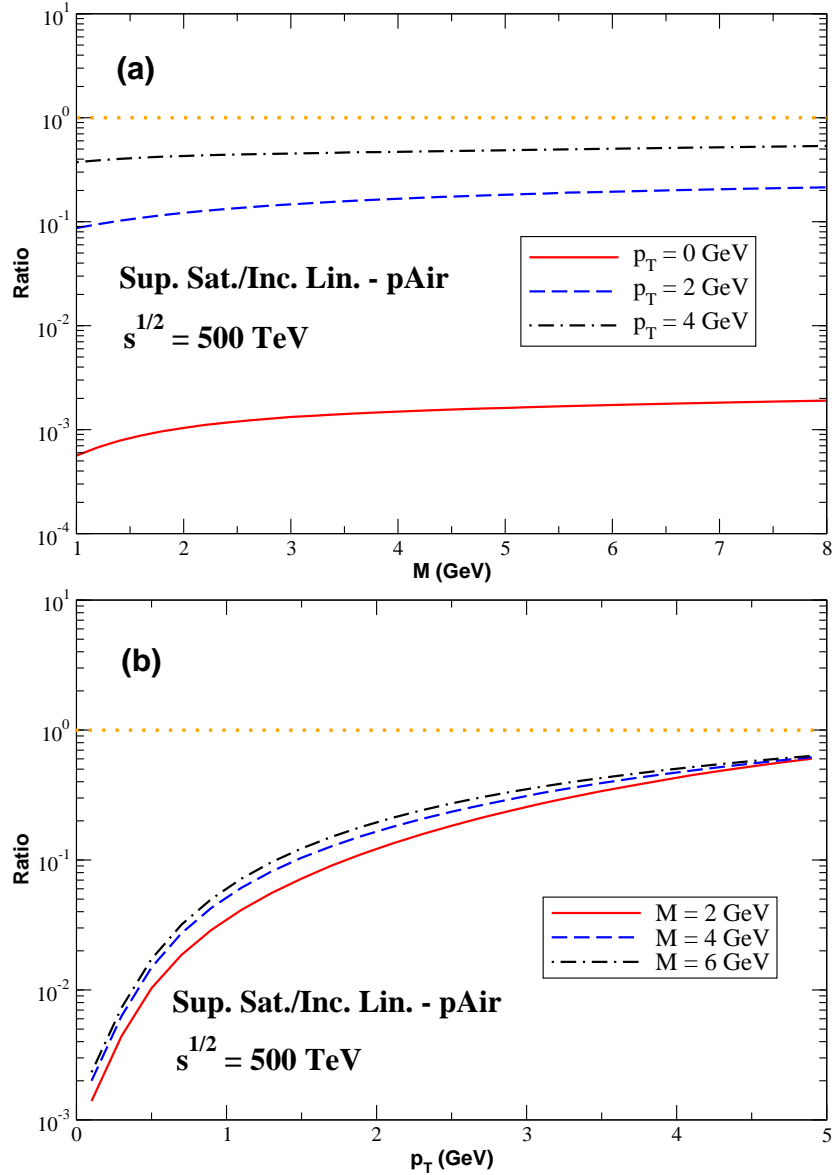 10^1
(a)
10^0
10^-1
Ratio
p_T = 0 GeV
Sup. Sat./Inc. Lin. - pAir
p_T = 2 GeV
p_T = 4 GeV
10^-2
s^1/2 = 500 TeV
10^-3
10^-4
1 2 3 4 5 6 7 8
M (GeV)
10^1
(b)
10^0
Ratio
10^-1
M = 2 GeV
M = 4 GeV
M = 6 GeV
10^-2
Sup. Sat./Inc. Lin. - pAir
s^1/2 = 500 TeV
10^-3
0 1 2 3 4 5
p_T (GeV)